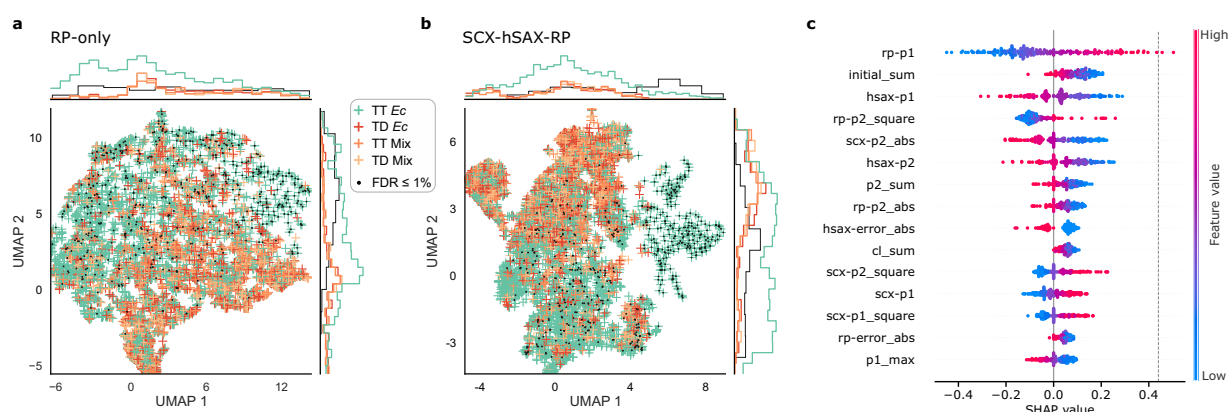 a
RP-only
10
5
0
−5
−6
0
6
12
UMAP 1
UMAP 2
TT Ec
TD Ec
TT Mix
TD Mix
FDR ≤ 1%
b
SCX-hSAX-RP
6
3
0
-3
-4
0
4
8
UMAP 1
UMAP 2
c
rp-p1
initial_sum
hsax-p1
rp-p2_square
scx-p2_abs
hsax-p2
p2_sum
rp-p2_abs
hsax-error_abs
cl_sum
scx-p2_square
scx-p1
scx-p1_square
rp-error_abs
p1_max
−0.4
−0.2
0.0
0.2
0.4
SHAP value
High
Feature value
Low